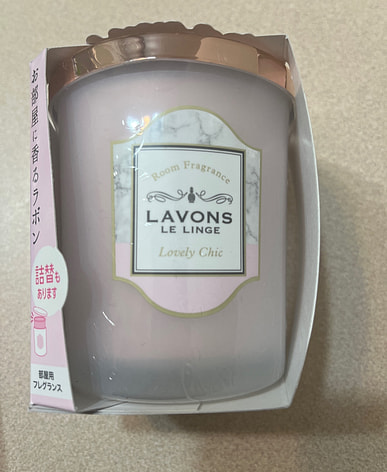 お部屋に香るラボン
詰替も
あります
部屋用
フレグランス
Room Fragrance
LAVONS
LE LINGE
Lovely Chic